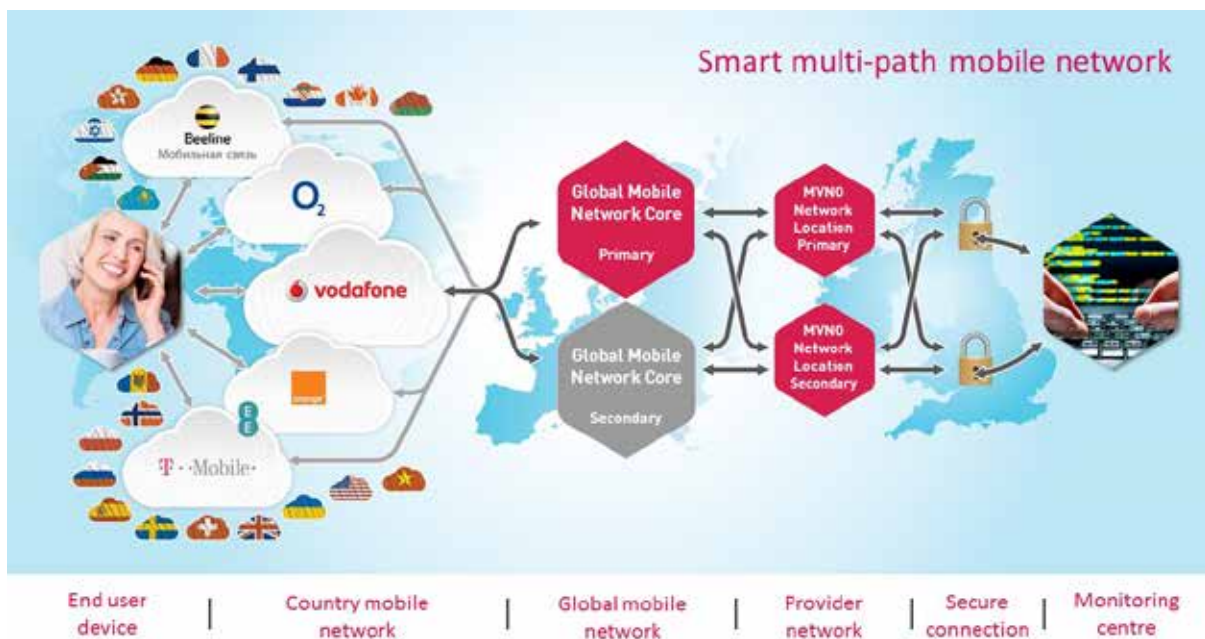 Smart multi-path mobile network
Beeline
Мобильная связь
O2
vodafone
orange
E
E
T · · Mobile ·
Global Mobile
Network Core
Primary
Global Mobile
Network Core
Secondary
MVNO
Network
Location
Primary
MVNO
Network
Location
Secondary
End user
device
Country mobile
network
Global mobile
network
Provider
network
Secure
connection
Monitoring
centre